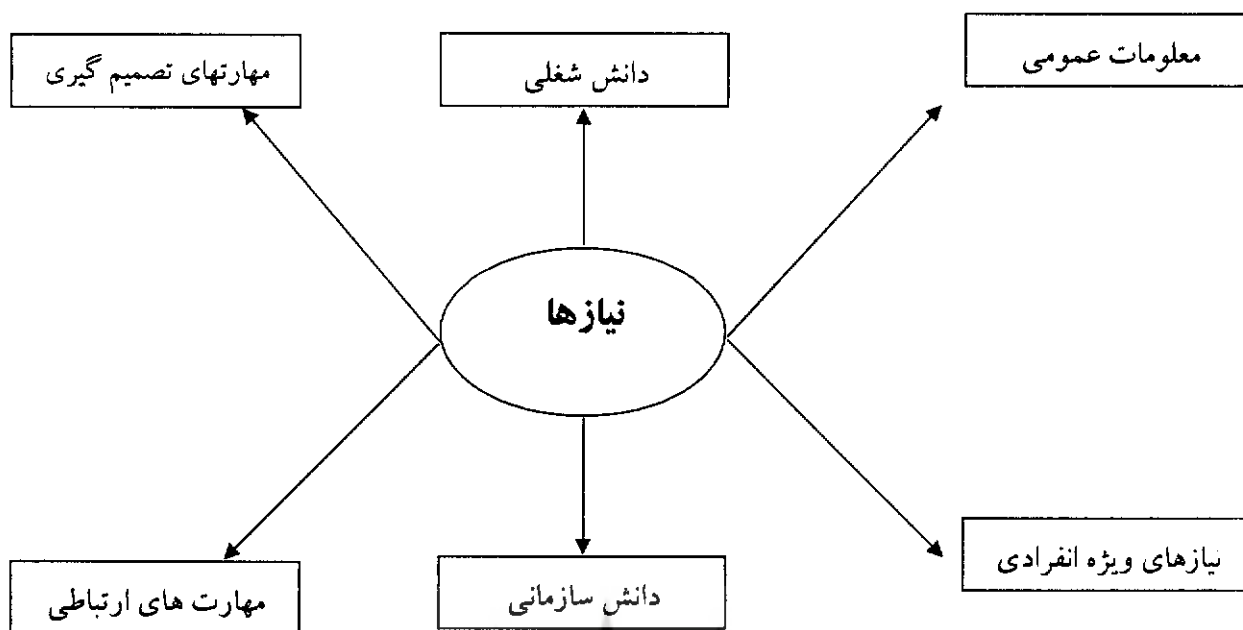 معلومات عمومی
دانش شغلی
مهارتهای تصمیم گیری
نیازها
نیازهای ویژه انفرادی
دانش سازمانی
مهارت های ارتباطی